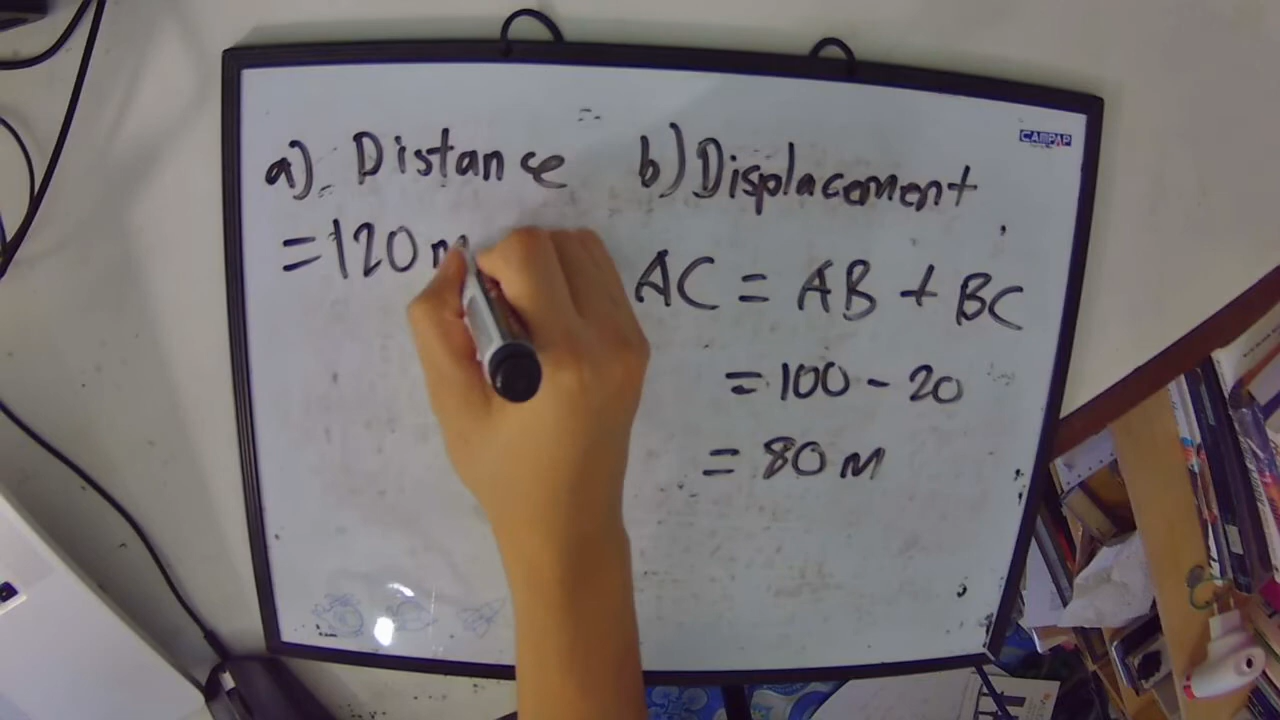 a) Distance
= 120 m
b) Displacement
AC = AB + BC
= 100 - 20
= 80 m
CAMPAP